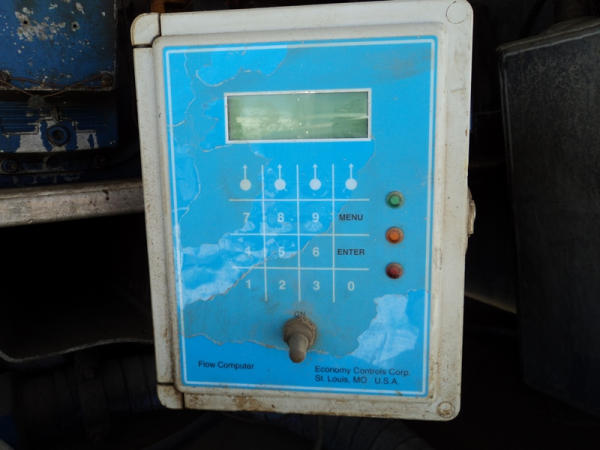 7 8 9 MENU
4 5 6 ENTER
1 2 3 0
ON
Flow Computer
Economy Controls Corp.
St. Louis, MO U.S.A.